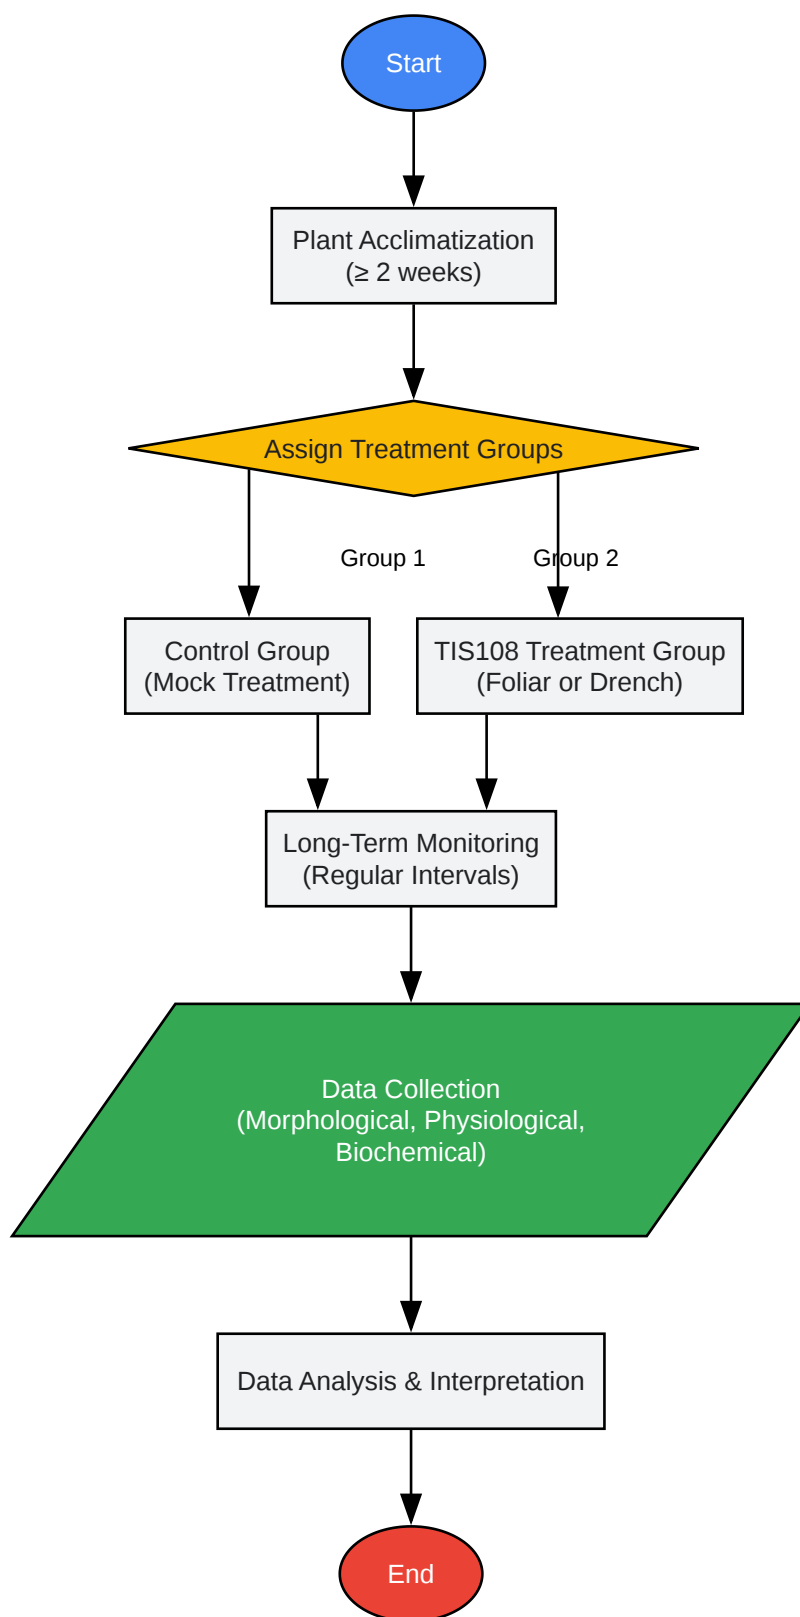 Start
Plant Acclimatization
(≥ 2 weeks)
Assign Treatment Groups
Group 1
Group 2
Control Group
(Mock Treatment)
TIS108 Treatment Group
(Foliar or Drench)
Long-Term Monitoring
(Regular Intervals)
Data Collection
(Morphological, Physiological,
Biochemical)
Data Analysis & Interpretation
End